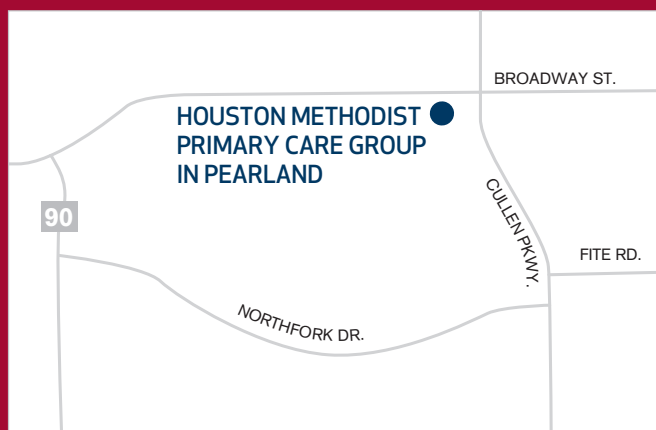 BROADWAY ST.
HOUSTON METHODIST
PRIMARY CARE GROUP
IN PEARLAND
90
CULLEN PKWY.
FITE RD.
NORTHFORK DR.